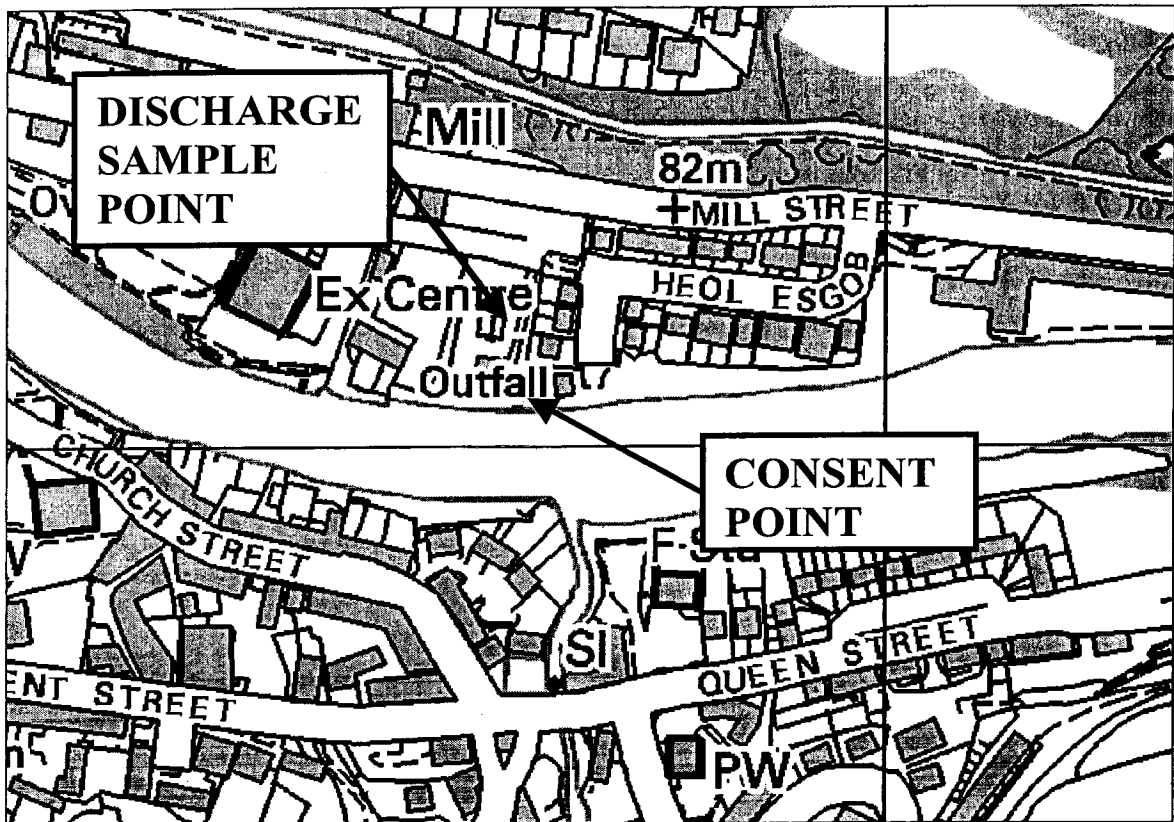 DISCHARGE
SAMPLE
POINT
Mill
82m
MILL STREET
HEOL ESGOB
Ex Centre
Outfall
CONSENT
POINT
CHURCH STREET
Sl
QUEEN STREET
ENT STREET
PW